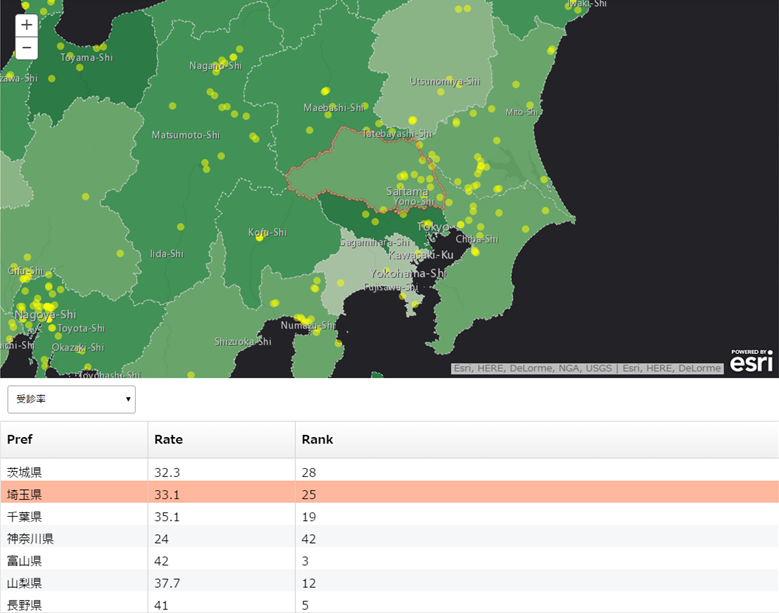 +
−
Iwaki-Shi
Toyama-Shi
Nagano-Shi
zawa-Shi
Utsunomiya-Shi
Maebashi-Shi
Mito-Shi
Matsumoto-Shi
Tatebayashi-Shi
Saitama
Yono-Shi
Kofu-Shi
Tokyo
Sagamihara-Shi
Chiba-Shi
Iida-Shi
Kawasaki-Ku
Gifu-Shi
Yokohama-Shi
Fujisawa-Shi
Nagoya-Shi
Toyota-Shi
Numazu-Shi
Shizuoka-Shi
Okazaki-Shi
Toyohashi-Shi
POWERED BY
esri
Esri, HERE, DeLorme, NGA, USGS | Esri, HERE, DeLorme
受診率
Pref Rate Rank
茨城県 32.3 28
埼玉県 33.1 25
千葉県 35.1 19
神奈川県 24 42
富山県 42 3
山梨県 37.7 12
長野県 41 5